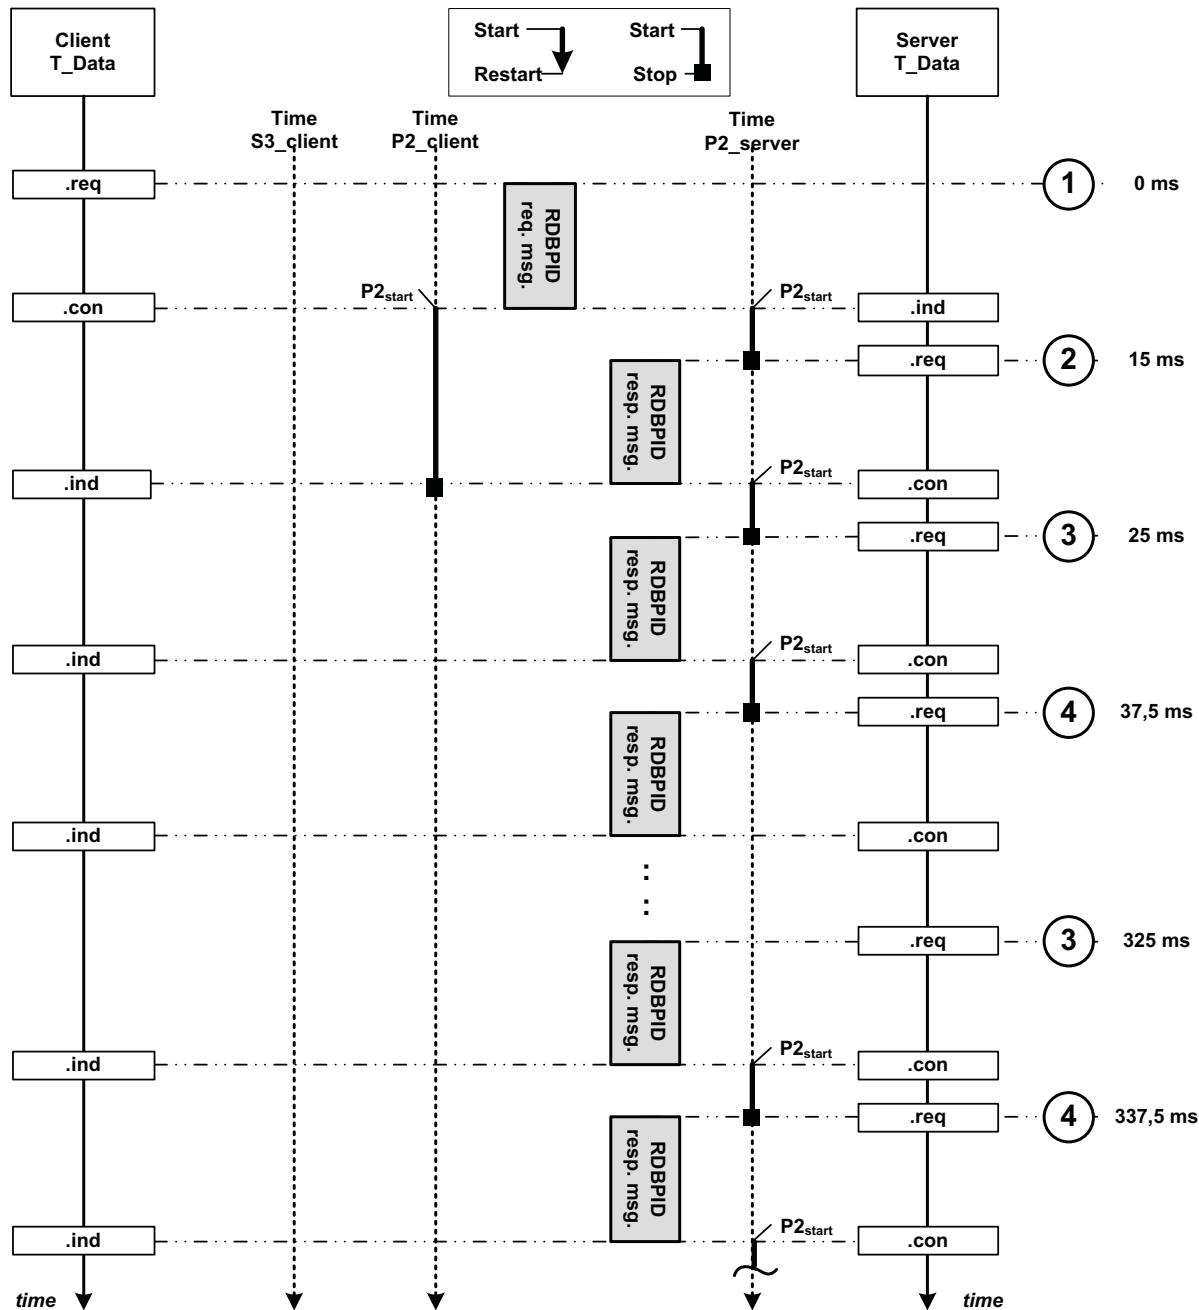 Client
T_Data
Start
Restart
Start
Stop
Server
T_Data
Time
S3_client
Time
P2_client
Time
P2_server
.req
1
0 ms
RDBPID
req. msg.
.con
P2start
P2start
.ind
.req
2
15 ms
RDBPID
resp. msg.
.ind
P2start
.con
.req
3
25 ms
RDBPID
resp. msg.
.ind
P2start
.con
.req
4
37,5 ms
RDBPID
resp. msg.
.ind
.con
: :
.req
3
325 ms
RDBPID
resp. msg.
.ind
P2start
.con
.req
4
337,5 ms
RDBPID
resp. msg.
.ind
P2start
.con
time
time